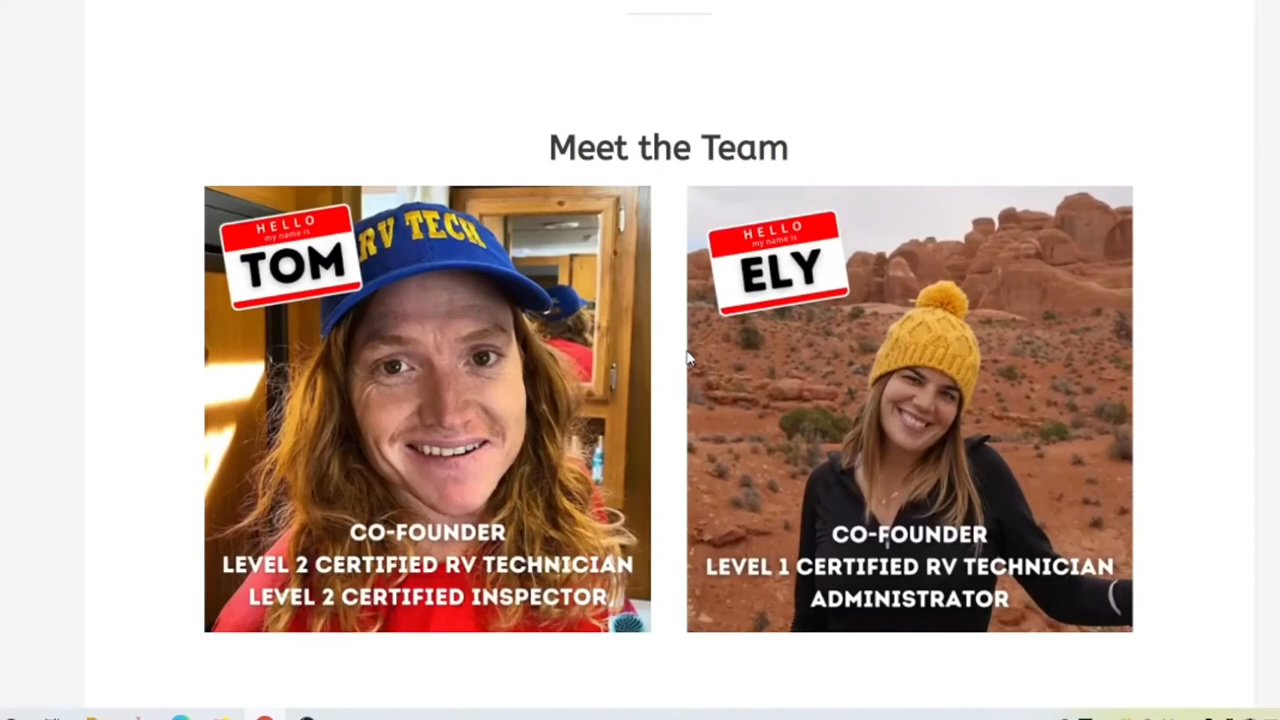 Meet the Team
HELLO
my name is
TOM
RV TECH
CO-FOUNDER
LEVEL 2 CERTIFIED RV TECHNICIAN
LEVEL 2 CERTIFIED INSPECTOR
HELLO
my name is
ELY
CO-FOUNDER
LEVEL 1 CERTIFIED RV TECHNICIAN
ADMINISTRATOR